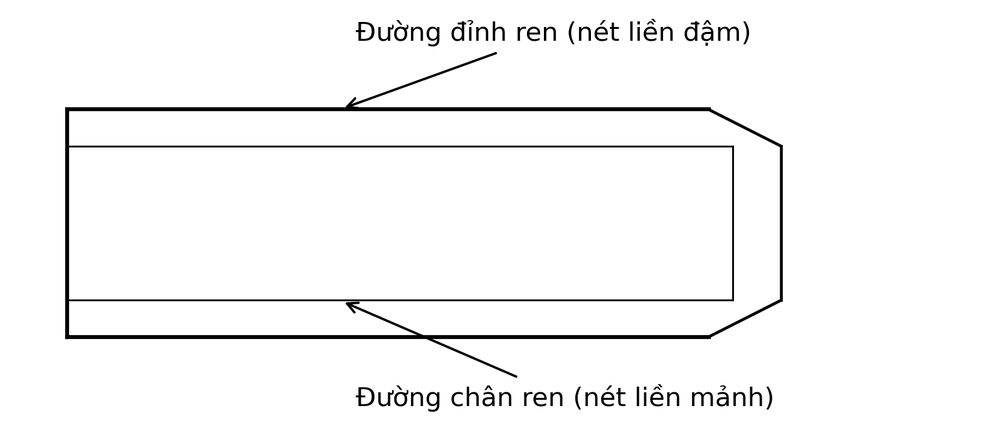 Đường đỉnh ren (nét liền đậm)
Đường chân ren (nét liền mảnh)